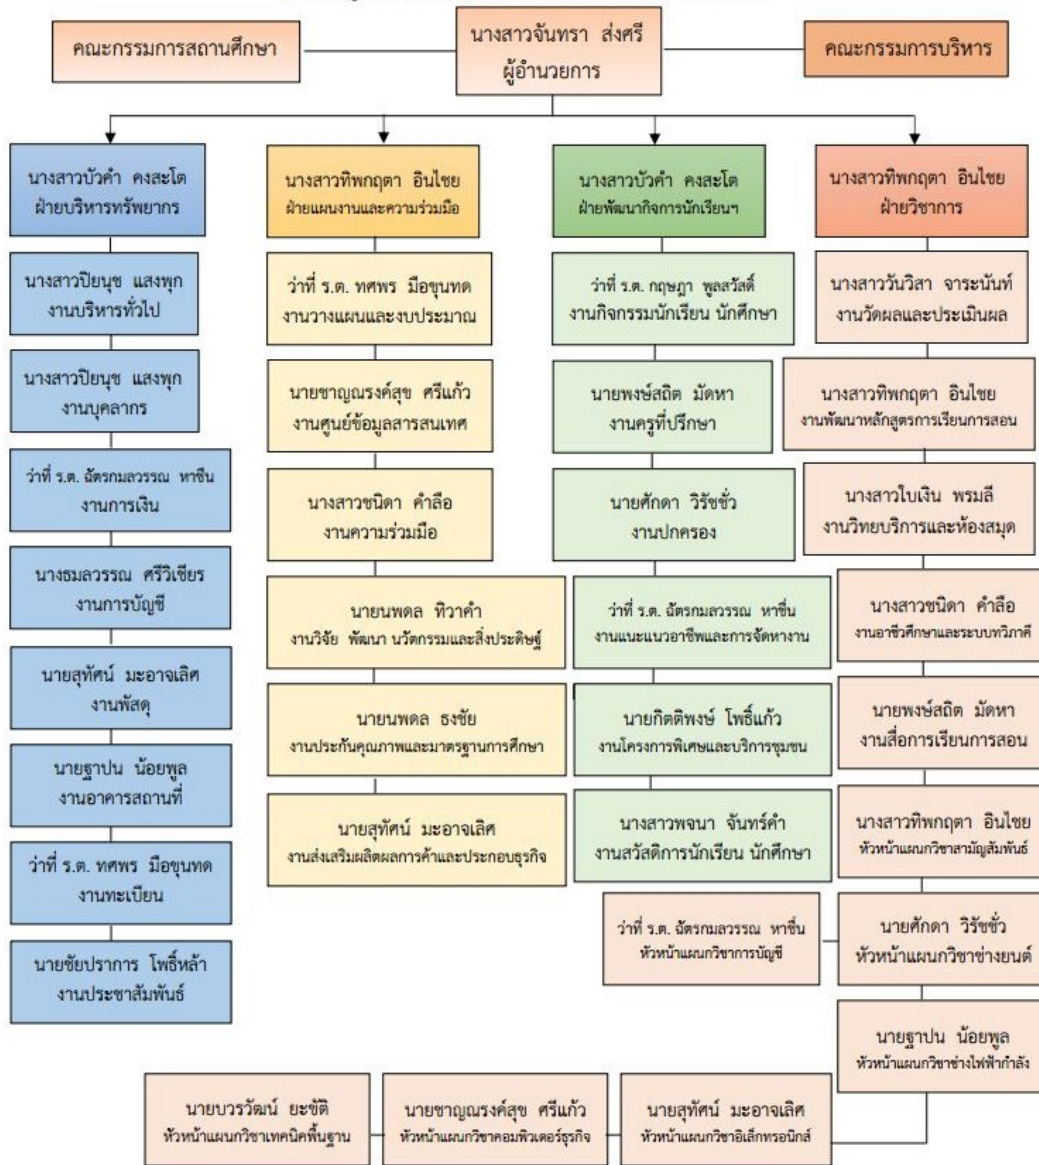 คณะกรรมการสถานศึกษา
นางสาวจันทรา ส่งศรี
ผู้อำนวยการ
คณะกรรมการบริหาร
นางสาวบัวคำ คงสะโต
ฝ่ายบริหารทรัพยากร
นางสาวปิยนุช แสงพุก
งานบริหารทั่วไป
นางสาวปิยนุช แสงพุก
งานบุคลากร
ว่าที่ ร.ต. ฉัตรกมลวรรณ หาชื่น
งานการเงิน
นางธมลวรรณ ศรีวิเชียร
งานการบัญชี
นายสุทัศน์ มะอาจเลิศ
งานพัสดุ
นายฐาปน น้อยพูล
งานอาคารสถานที่
ว่าที่ ร.ต. ทศพร มือขุนทด
งานทะเบียน
นายชัยปราการ โพธิ์หล้า
งานประชาสัมพันธ์
นางสาวทิพกฤตา อินไชย
ฝ่ายแผนงานและความร่วมมือ
ว่าที่ ร.ต. ทศพร มือขุนทด
งานวางแผนและงบประมาณ
นายชาญณรงค์สุข ศรีแก้ว
งานศูนย์ข้อมูลสารสนเทศ
นางสาวชนิดา คำลือ
งานความร่วมมือ
นายนพดล ทิวาคำ
งานวิจัย พัฒนา นวัตกรรมและสิ่งประดิษฐ์
นายนพดล ธงชัย
งานประกันคุณภาพและมาตรฐานการศึกษา
นายสุทัศน์ มะอาจเลิศ
งานส่งเสริมผลิตผลการค้าและประกอบธุรกิจ
นางสาวบัวคำ คงสะโต
ฝ่ายพัฒนากิจการนักเรียนฯ
ว่าที่ ร.ต. กฤษฎา พูลสวัสดิ์
งานกิจกรรมนักเรียน นักศึกษา
นายพงษ์สถิต มัดหา
งานครูที่ปรึกษา
นายศักดา วิรัชชั่ว
งานปกครอง
ว่าที่ ร.ต. ฉัตรกมลวรรณ หาชื่น
งานแนะแนวอาชีพและการจัดหางาน
นายกิตติพงษ์ โพธิ์แก้ว
งานโครงการพิเศษและบริการชุมชน
นางสาวพจนา จันทร์คำ
งานสวัสดิการนักเรียน นักศึกษา
นางสาวทิพกฤตา อินไชย
ฝ่ายวิชาการ
นางสาววันวิสา จาระนันท์
งานวัดผลและประเมินผล
นางสาวทิพกฤตา อินไชย
งานพัฒนาหลักสูตรการเรียนการสอน
นางสาวใบเงิน พรมลี
งานวิทยบริการและห้องสมุด
นางสาวชนิดา คำลือ
งานอาชีวศึกษาและระบบทวิภาคี
นายพงษ์สถิต มัดหา
งานสื่อการเรียนการสอน
นางสาวทิพกฤตา อินไชย
หัวหน้าแผนกวิชาสามัญสัมพันธ์
ว่าที่ ร.ต. ฉัตรกมลวรรณ หาชื่น
หัวหน้าแผนกวิชาการบัญชี
นายศักดา วิรัชชั่ว
หัวหน้าแผนกวิชาช่างยนต์
นายฐาปน น้อยพูล
หัวหน้าแผนกวิชาช่างไฟฟ้ากำลัง
นายบวรวัฒน์ ยะขัติ
หัวหน้าแผนกวิชาเทคนิคพื้นฐาน
นายชาญณรงค์สุข ศรีแก้ว
หัวหน้าแผนกวิชาคอมพิวเตอร์ธุรกิจ
นายสุทัศน์ มะอาจเลิศ
หัวหน้าแผนกวิชาอิเล็กทรอนิกส์